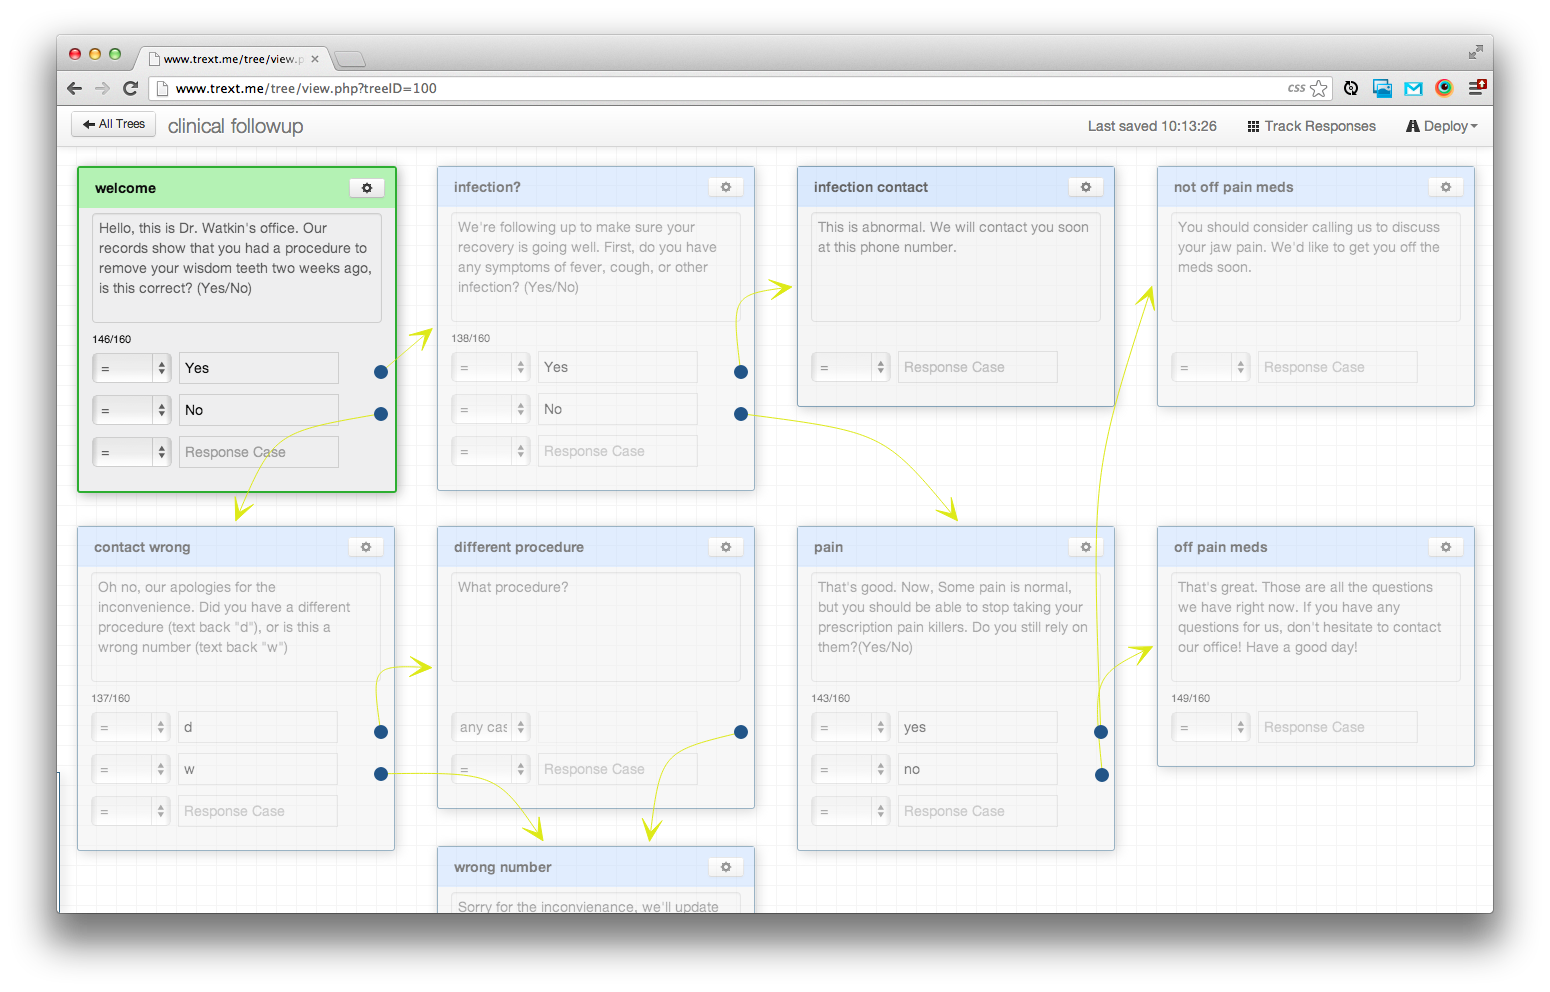 www.trext.me/tree/view.p
www.trext.me/tree/view.php?treeID=100
css
All Trees
clinical followup
Last saved 10:13:26
Track Responses
Deploy
welcome
Hello, this is Dr. Watkin's office. Our
records show that you had a procedure to
remove your wisdom teeth two weeks ago,
is this correct? (Yes/No)
146/160
= Yes
= No
= Response Case
infection?
We're following up to make sure your
recovery is going well. First, do you have
any symptoms of fever, cough, or other
infection? (Yes/No)
138/160
= Yes
= No
= Response Case
infection contact
This is abnormal. We will contact you soon
at this phone number.
= Response Case
not off pain meds
You should consider calling us to discuss
your jaw pain. We'd like to get you off the
meds soon.
= Response Case
contact wrong
Oh no, our apologies for the
inconvenience. Did you have a different
procedure (text back "d"), or is this a
wrong number (text back "w")
137/160
= d
= w
= Response Case
different procedure
What procedure?
any cas
= Response Case
pain
That's good. Now, Some pain is normal,
but you should be able to stop taking your
prescription pain killers. Do you still rely on
them?(Yes/No)
143/160
= yes
= no
= Response Case
off pain meds
That's great. Those are all the questions
we have right now. If you have any
questions for us, don't hesitate to contact
our office! Have a good day!
149/160
= Response Case
wrong number
Sorry for the inconvienance, we'll update